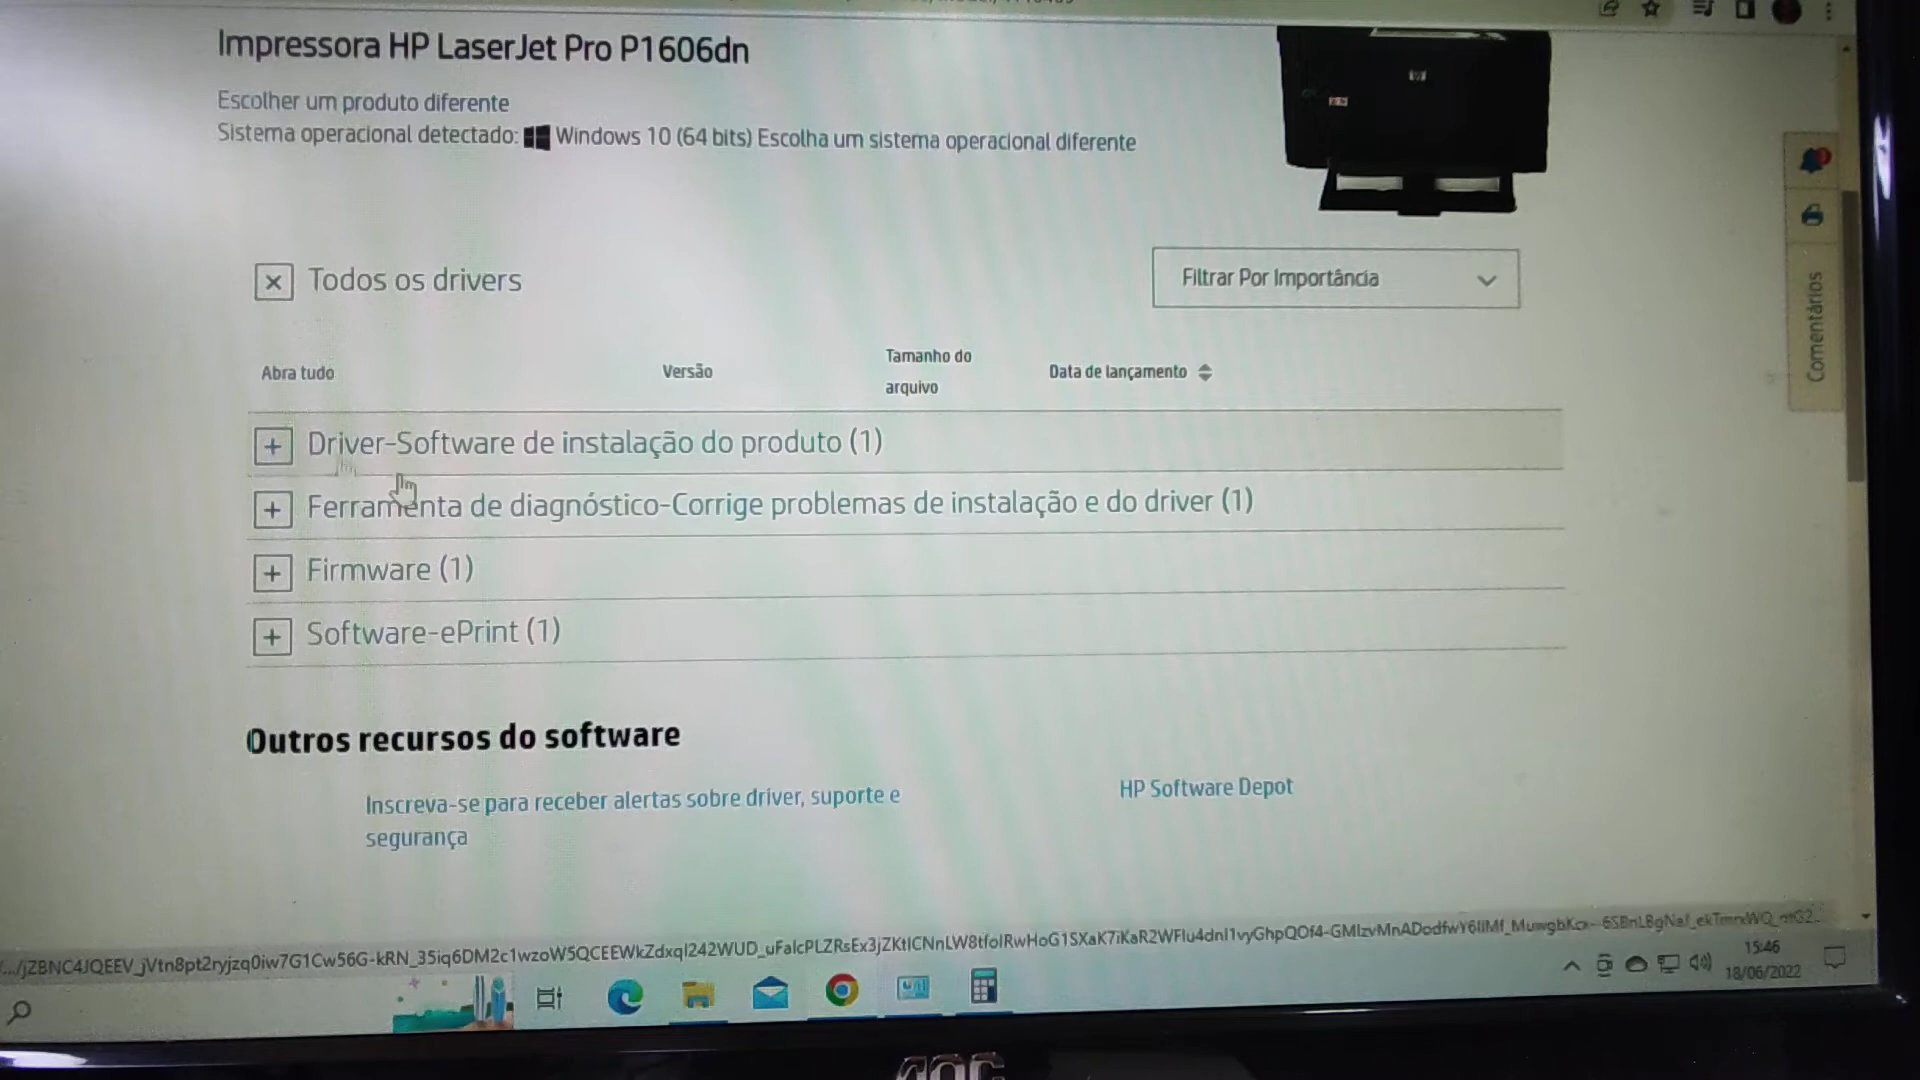 Impressora HP LaserJet Pro P1606dn
Escolher um produto diferente
Sistema operacional detectado: Windows 10 (64 bits) Escolha um sistema operacional diferente
Todos os drivers
Filtrar Por Importância
Comentários
Abra tudo
Versão
Tamanho do
arquivo
Data de lançamento
Driver-Software de instalação do produto (1)
Ferramenta de diagnóstico-Corrige problemas de instalação e do driver (1)
Firmware (1)
Software-ePrint (1)
Outros recursos do software
Inscreva-se para receber alertas sobre driver, suporte e
segurança
HP Software Depot
15:46
18/06/2022
AOC